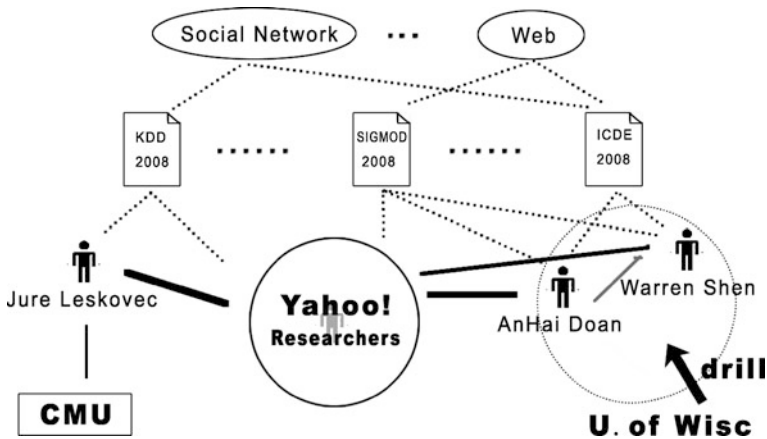 Social Network ... Web
KDD
2008
SIGMOD
2008
ICDE
2008
Jure Leskovec
Yahoo!
Researchers
AnHai Doan
Warren Shen
CMU
drill
U. of Wisc